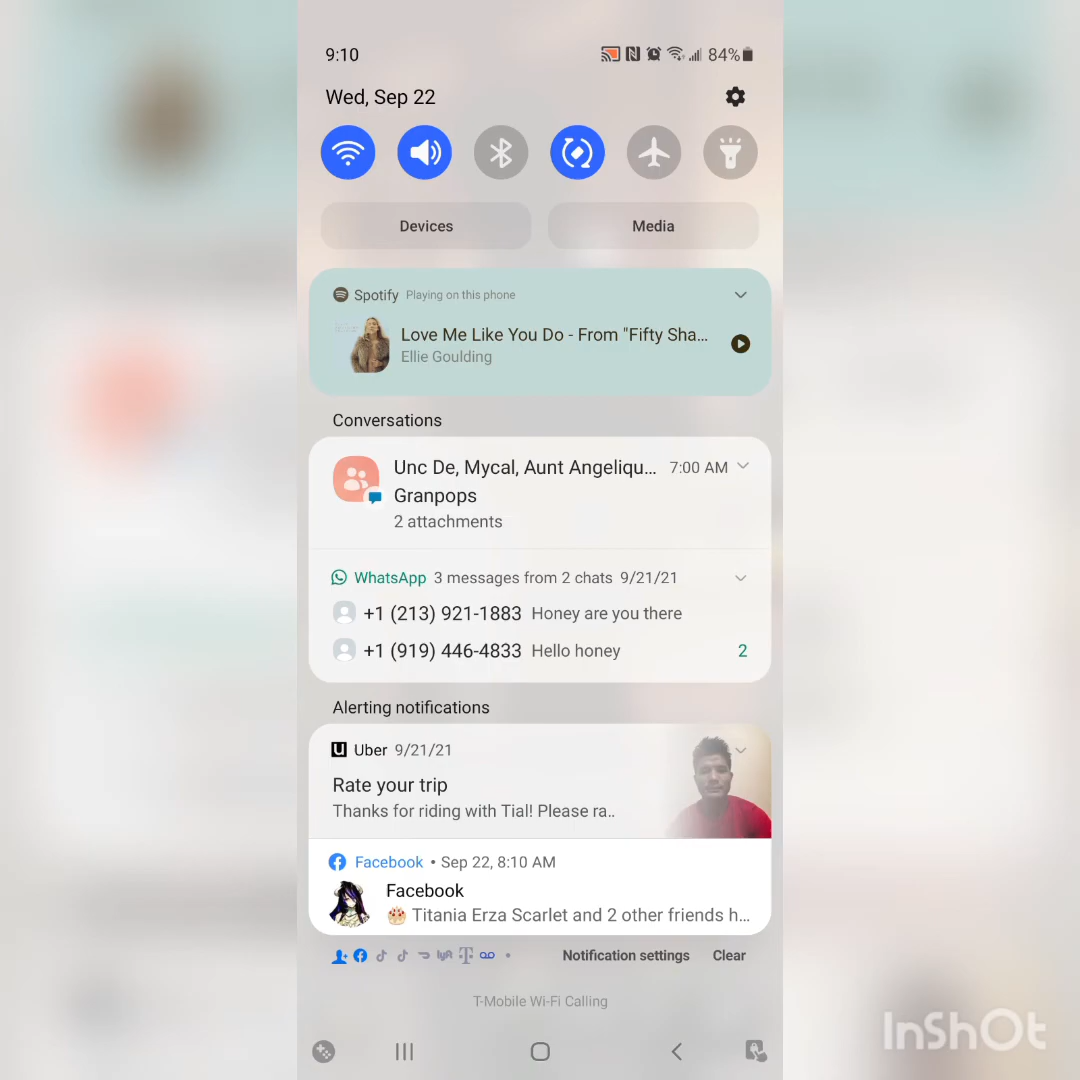 9:10 84%
Wed, Sep 22
Devices Media
Spotify Playing on this phone
Love Me Like You Do - From "Fifty Sha...
Ellie Goulding
Conversations
Unc De, Mycal, Aunt Angeliqu... 7:00 AM
Granpops
2 attachments
WhatsApp 3 messages from 2 chats 9/21/21
+1 (213) 921-1883 Honey are you there
+1 (919) 446-4833 Hello honey 2
Alerting notifications
Uber 9/21/21
Rate your trip
Thanks for riding with Tial! Please ra..
Facebook • Sep 22, 8:10 AM
Facebook
🎂 Titania Erza Scarlet and 2 other friends h...
lyft T Notification settings Clear
T-Mobile Wi-Fi Calling
InShOt